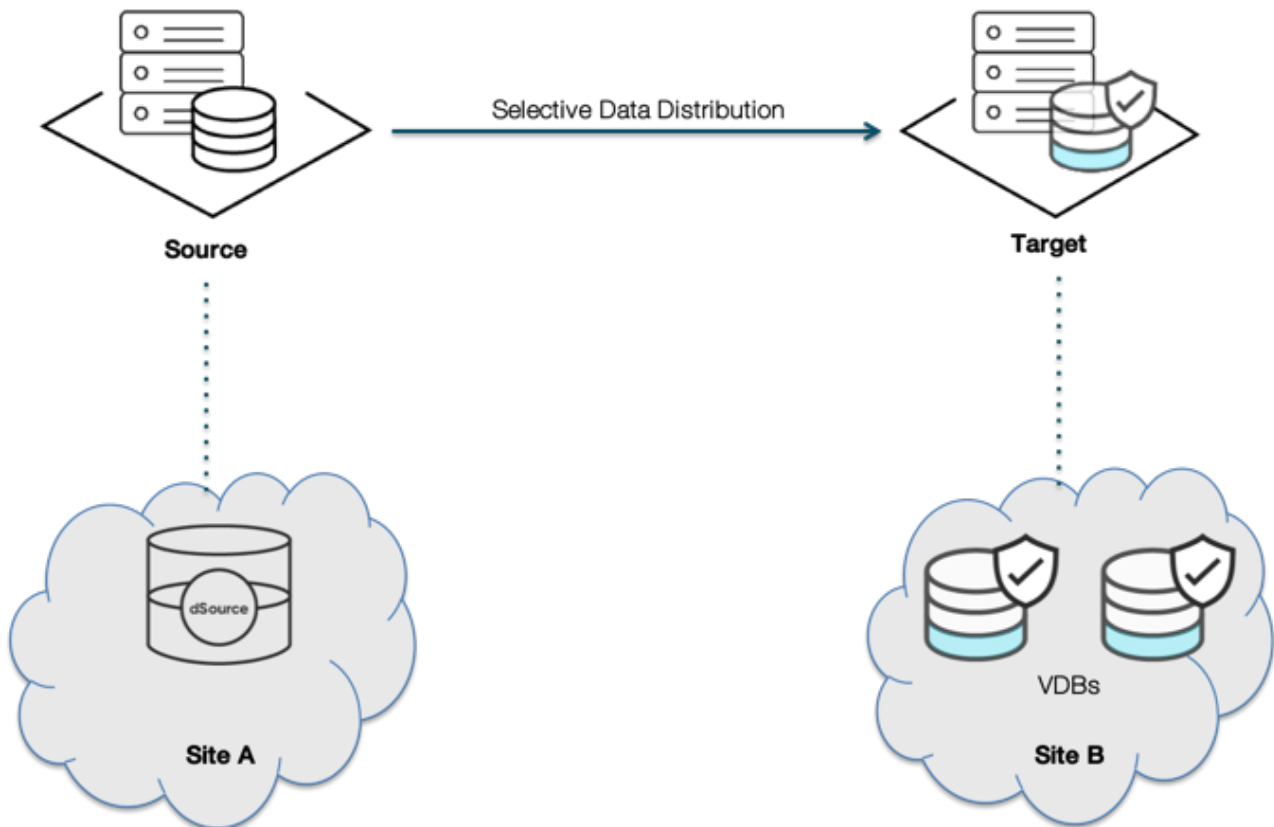 Selective Data Distribution
Source
Target
dSource
VDBs
Site A
Site B